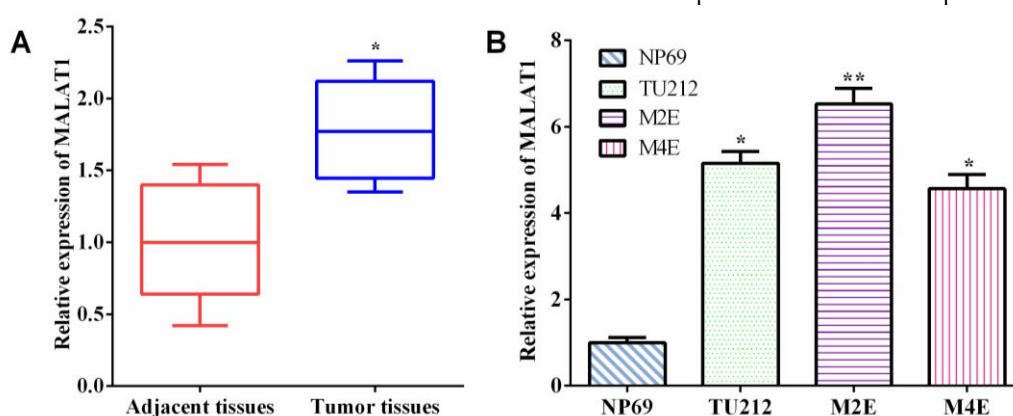 A
Relative expression of MALAT1
2.5
2.0
1.5
1.0
0.5
0.0
*
Adjacent tissues
Tumor tissues
B
Relative expression of MALAT1
8
6
4
2
0
NP69
TU212
M2E
M4E
*
**
*
NP69
TU212
M2E
M4E